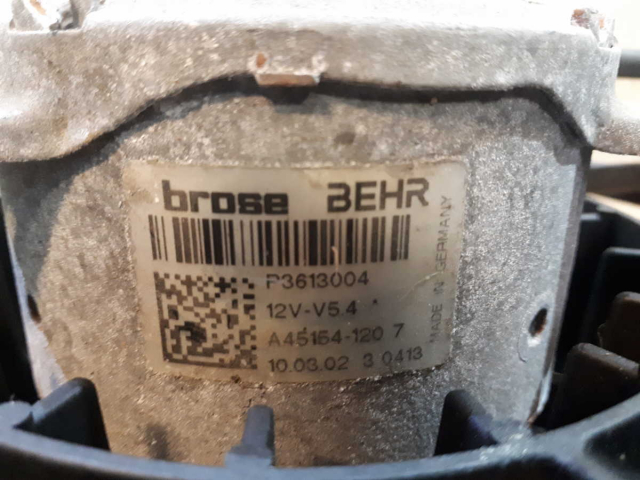 brose BEHR
P3613004
12V-V5.4
A45154-120 7
10.03.02 3 0413
MADE IN GERMANY